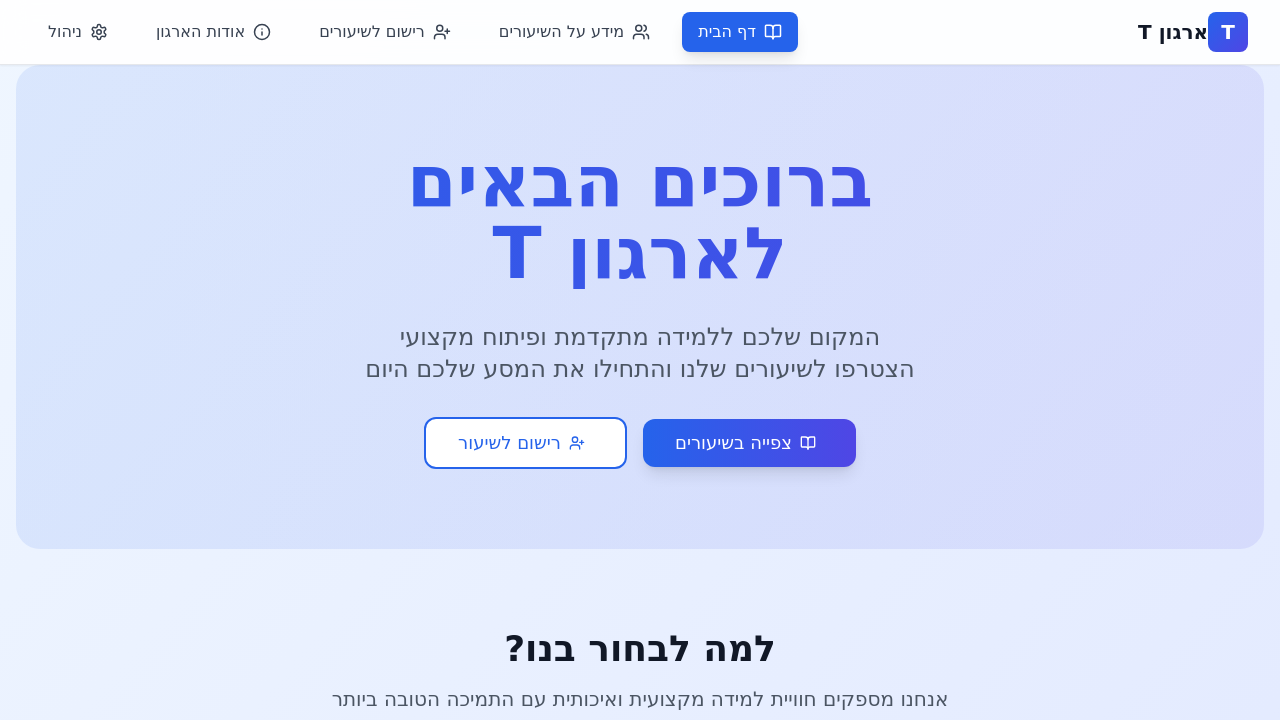 T
ארגון T
דף הבית
מידע על השיעורים
רישום לשיעורים
אודות הארגון
ניהול
ברוכים הבאים
לארגון T
המקום שלכם ללמידה מתקדמת ופיתוח מקצועי
הצטרפו לשיעורים שלנו והתחילו את המסע שלכם היום
צפייה בשיעורים
רישום לשיעור
למה לבחור בנו?
אנחנו מספקים חוויית למידה מקצועית ואיכותית עם התמיכה הטובה ביותר